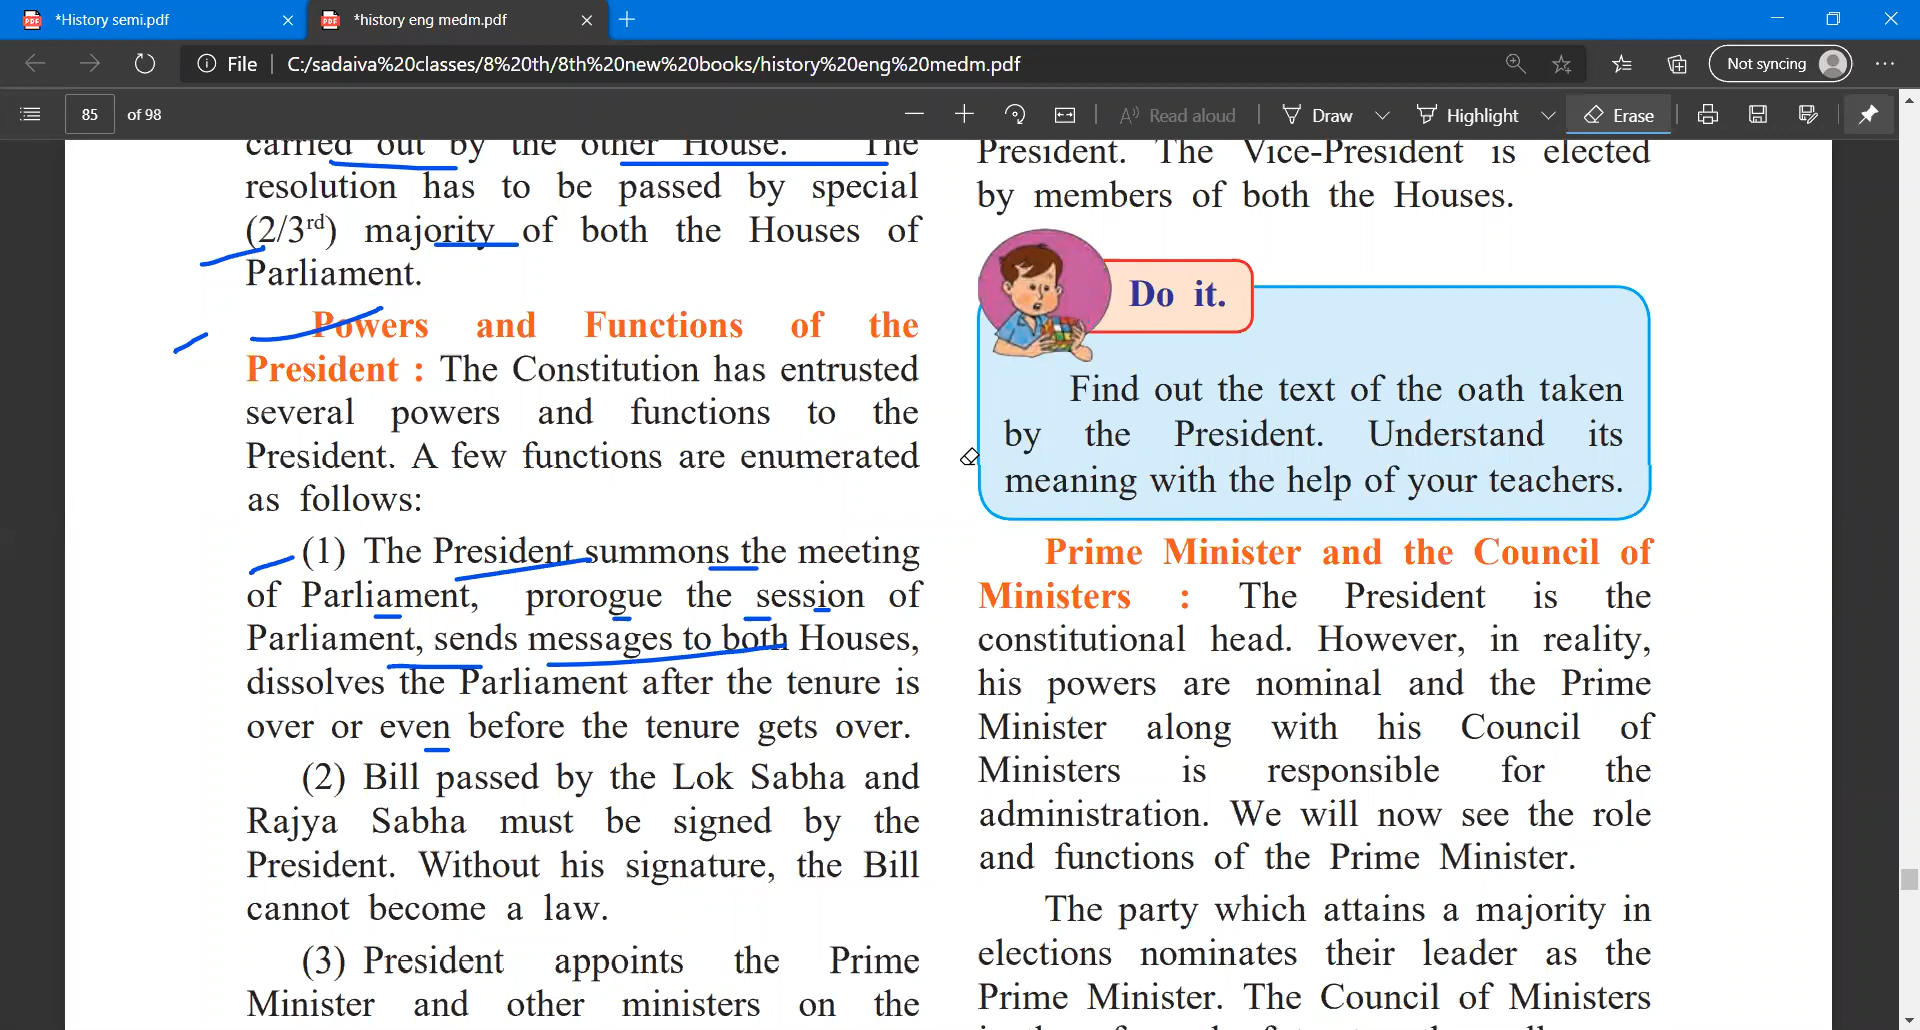 *History semi.pdf
*history eng medm.pdf
File
C:/sadaiva%20classes/8%20th/8th%20new%20books/history%20eng%20medm.pdf
Not syncing
85 of 98
Read aloud
Draw
Highlight
Erase
carried out by the other House. The
resolution has to be passed by special
(2/3rd) majority of both the Houses of
Parliament.
Powers and Functions of the
President : The Constitution has entrusted
several powers and functions to the
President. A few functions are enumerated
as follows:
(1) The President summons the meeting
of Parliament, prorogue the session of
Parliament, sends messages to both Houses,
dissolves the Parliament after the tenure is
over or even before the tenure gets over.
(2) Bill passed by the Lok Sabha and
Rajya Sabha must be signed by the
President. Without his signature, the Bill
cannot become a law.
(3) President appoints the Prime
Minister and other ministers on the
President. The Vice-President is elected
by members of both the Houses.
Do it.
Find out the text of the oath taken
by the President. Understand its
meaning with the help of your teachers.
Prime Minister and the Council of
Ministers : The President is the
constitutional head. However, in reality,
his powers are nominal and the Prime
Minister along with his Council of
Ministers is responsible for the
administration. We will now see the role
and functions of the Prime Minister.
The party which attains a majority in
elections nominates their leader as the
Prime Minister. The Council of Ministers